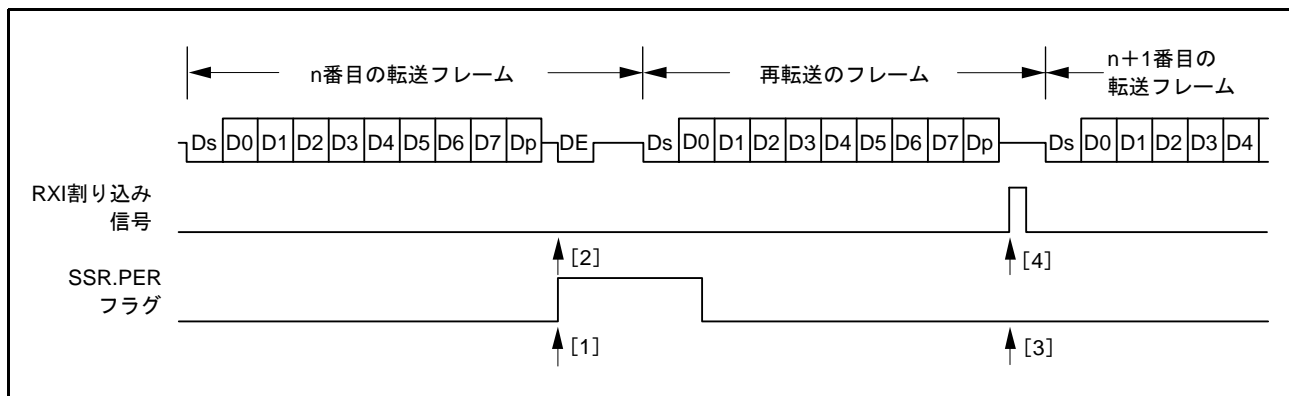 n番目の転送フレーム
再転送のフレーム
n+1番目の
転送フレーム
Ds D0 D1 D2 D3 D4 D5 D6 D7 Dp DE Ds D0 D1 D2 D3 D4 D5 D6 D7 Dp Ds D0 D1 D2 D3 D4
RXI割り込み
信号
[2]
[4]
SSR.PER
フラグ
[1]
[3]